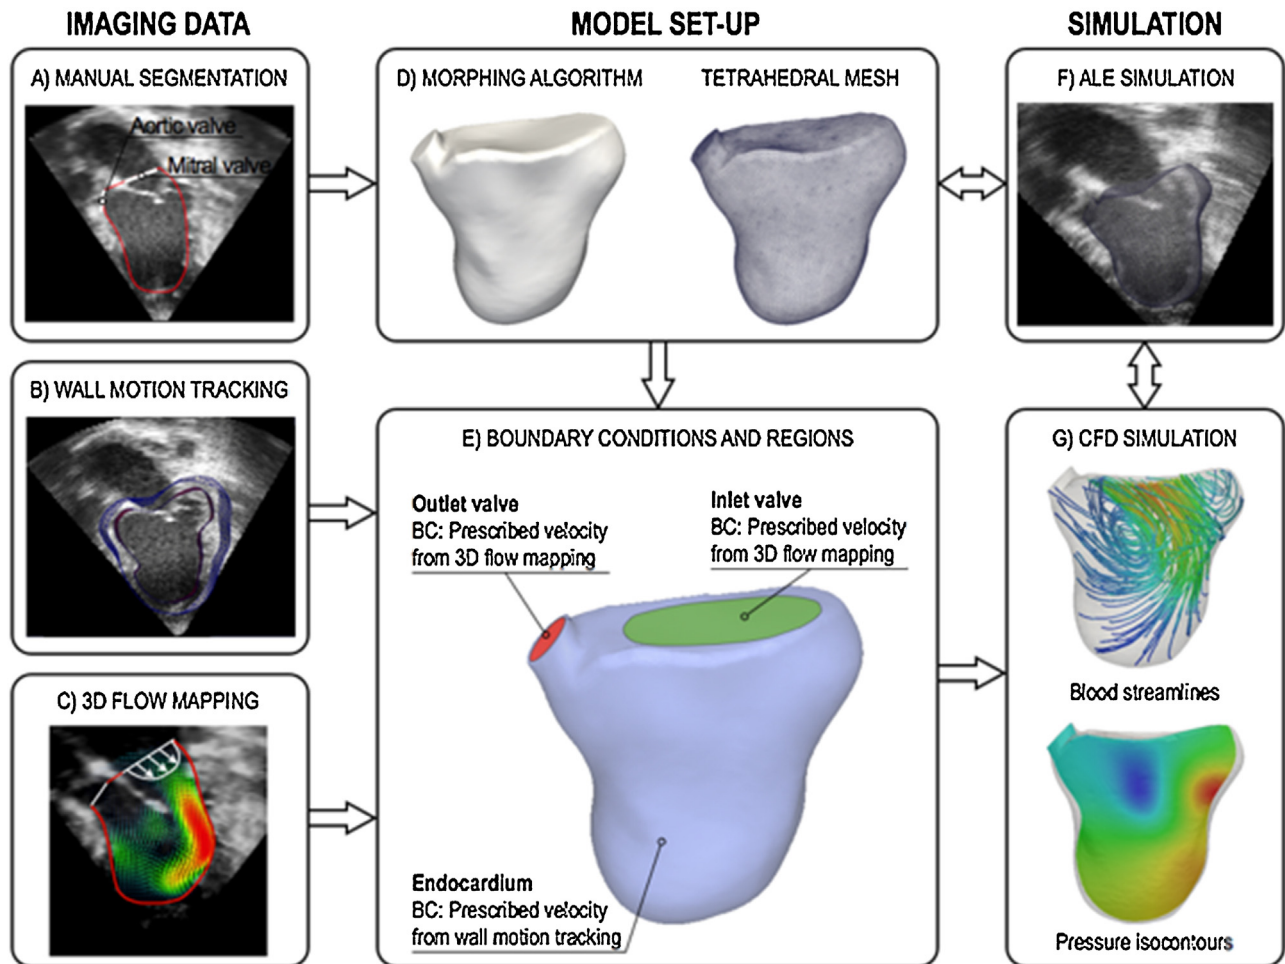 IMAGING DATA
MODEL SET-UP
SIMULATION
A) MANUAL SEGMENTATION
Aortic valve
Mitral valve
D) MORPHING ALGORITHM
TETRAHEDRAL MESH
F) ALE SIMULATION
B) WALL MOTION TRACKING
C) 3D FLOW MAPPING
E) BOUNDARY CONDITIONS AND REGIONS
Outlet valve
BC: Prescribed velocity
from 3D flow mapping
Inlet valve
BC: Prescribed velocity
from 3D flow mapping
Endocardium
BC: Prescribed velocity
from wall motion tracking
G) CFD SIMULATION
Blood streamlines
Pressure isocontours